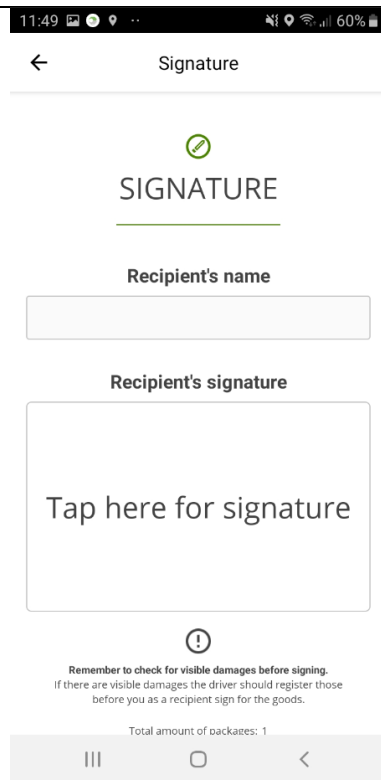 11:49
60%
Signature
SIGNATURE
Recipient's name
Recipient's signature
Tap here for signature
Remember to check for visible damages before signing.
If there are visible damages the driver should register those
before you as a recipient sign for the goods.
Total amount of packages: 1